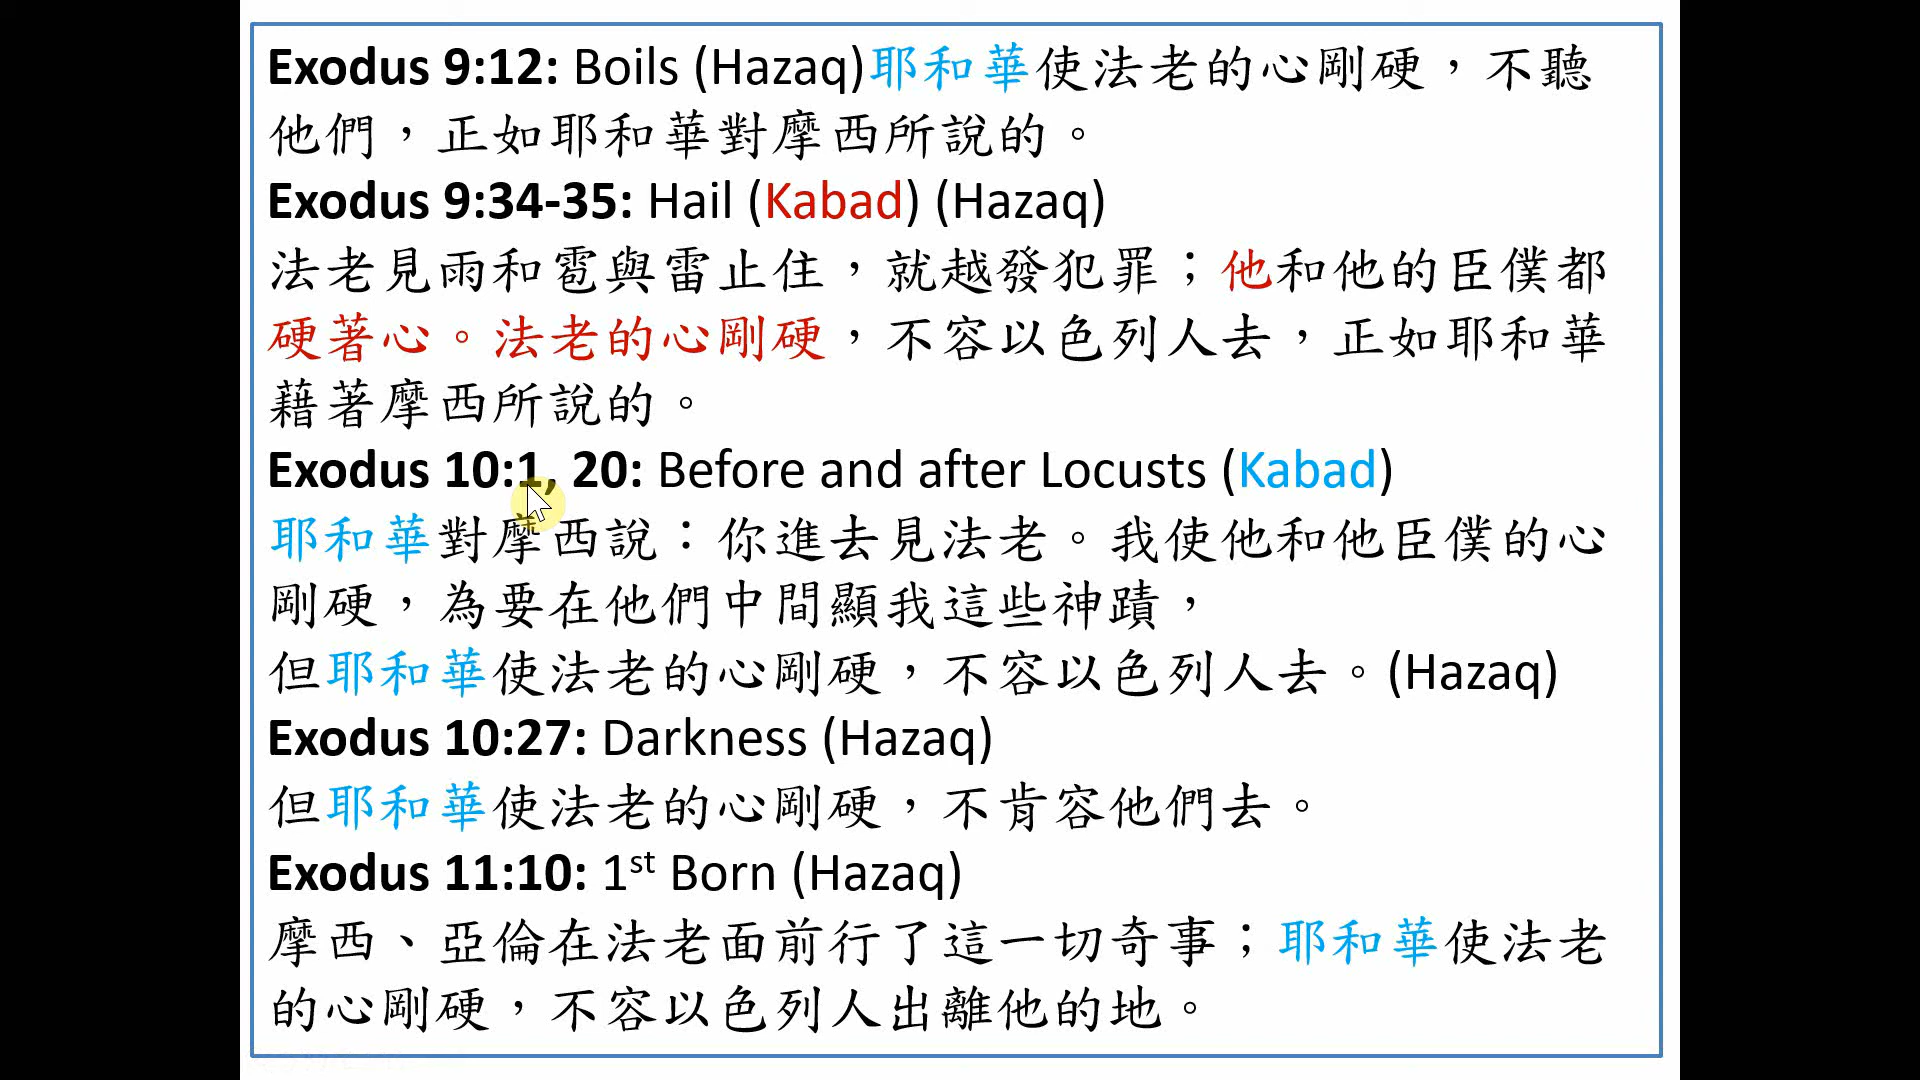 Exodus 9:12: Boils (Hazaq)耶和華使法老的心剛硬，不聽
他們，正如耶和華對摩西所說的。
Exodus 9:34-35: Hail (Kabad) (Hazaq)
法老見雨和雹與雷止住，就越發犯罪；他和他的臣僕都
硬著心。法老的心剛硬，不容以色列人去，正如耶和華
藉著摩西所說的。
Exodus 10:1, 20: Before and after Locusts (Kabad)
耶和華對摩西說：你進去見法老。我使他和他臣僕的心
剛硬，為要在他們中間顯我這些神蹟，
但耶和華使法老的心剛硬，不容以色列人去。(Hazaq)
Exodus 10:27: Darkness (Hazaq)
但耶和華使法老的心剛硬，不肯容他們去。
Exodus 11:10: 1st Born (Hazaq)
摩西、亞倫在法老面前行了這一切奇事；耶和華使法老
的心剛硬，不容以色列人出離他的地。